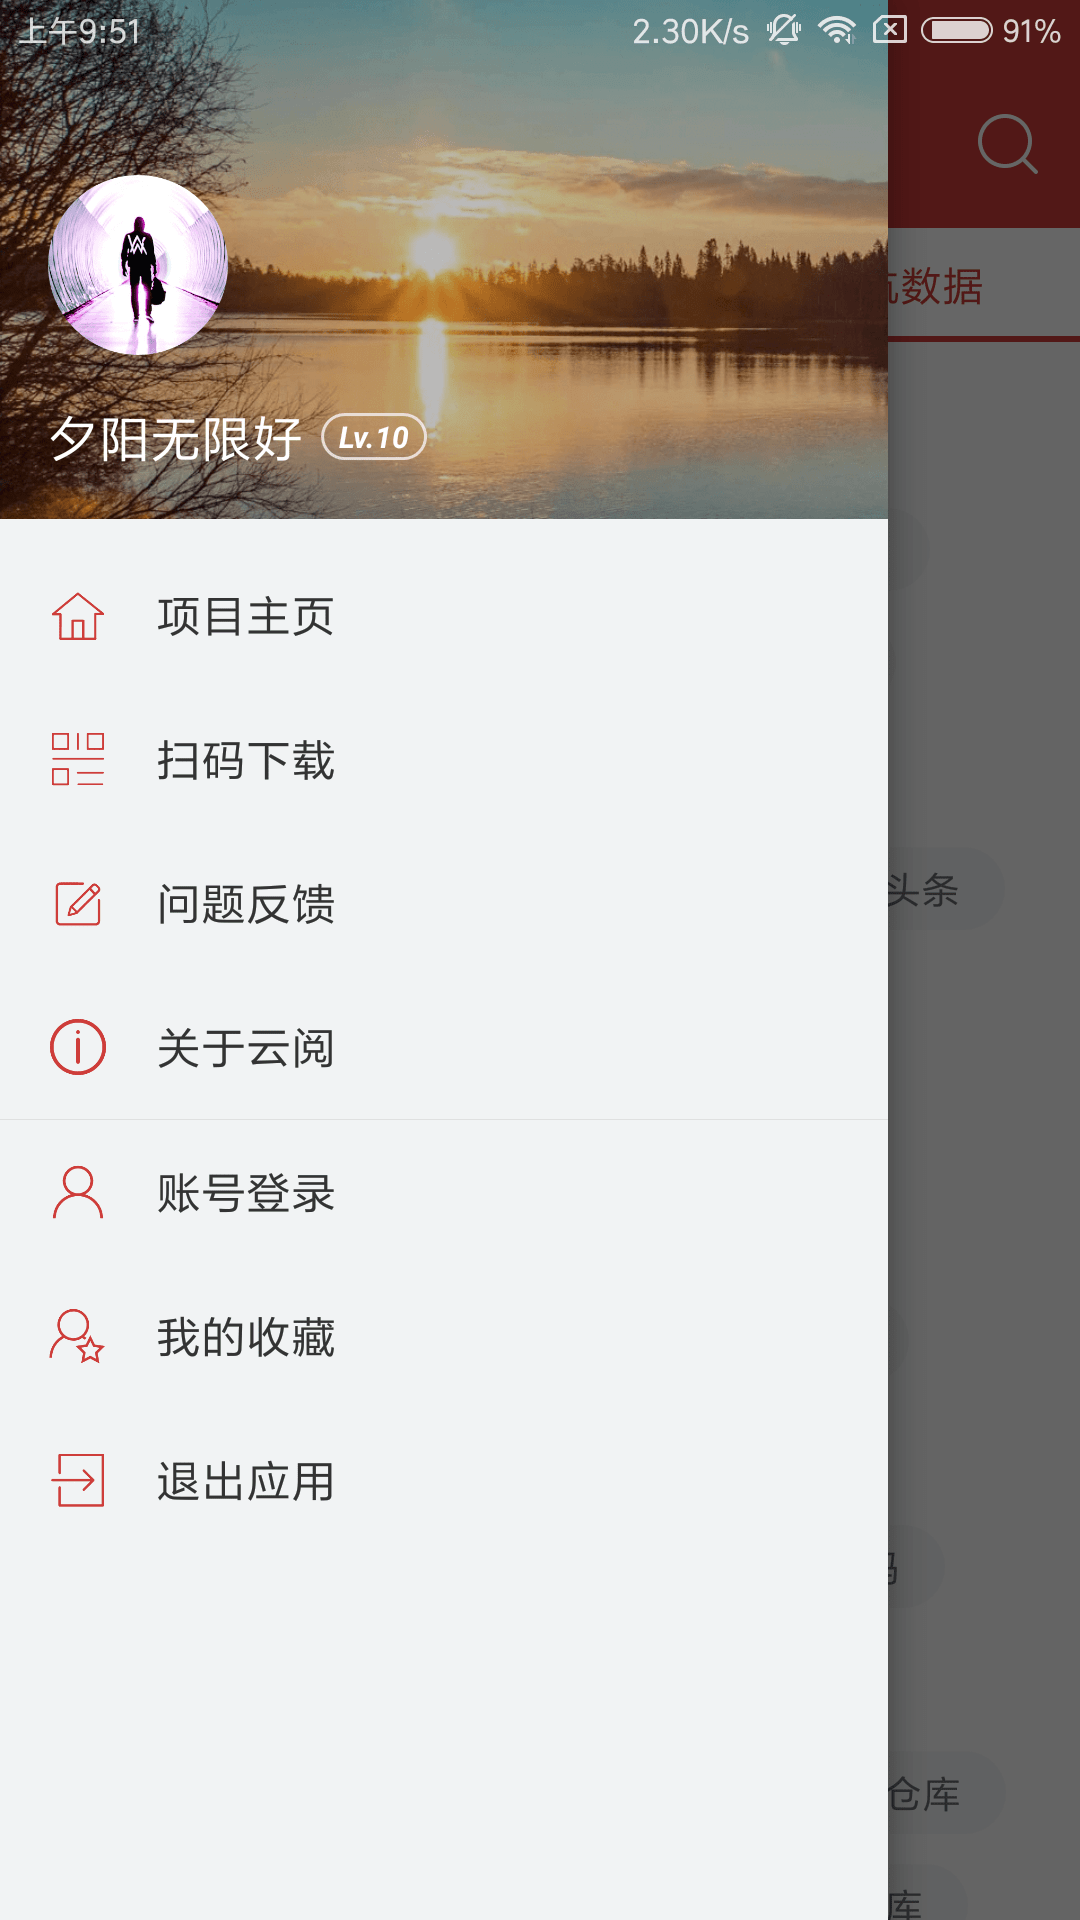 上午9:51 2.30K/s 91%
数据
夕阳无限好 Lv.10
项目主页
扫码下载
头条
问题反馈
关于云阅
账号登录
我的收藏
退出应用
仓库
库